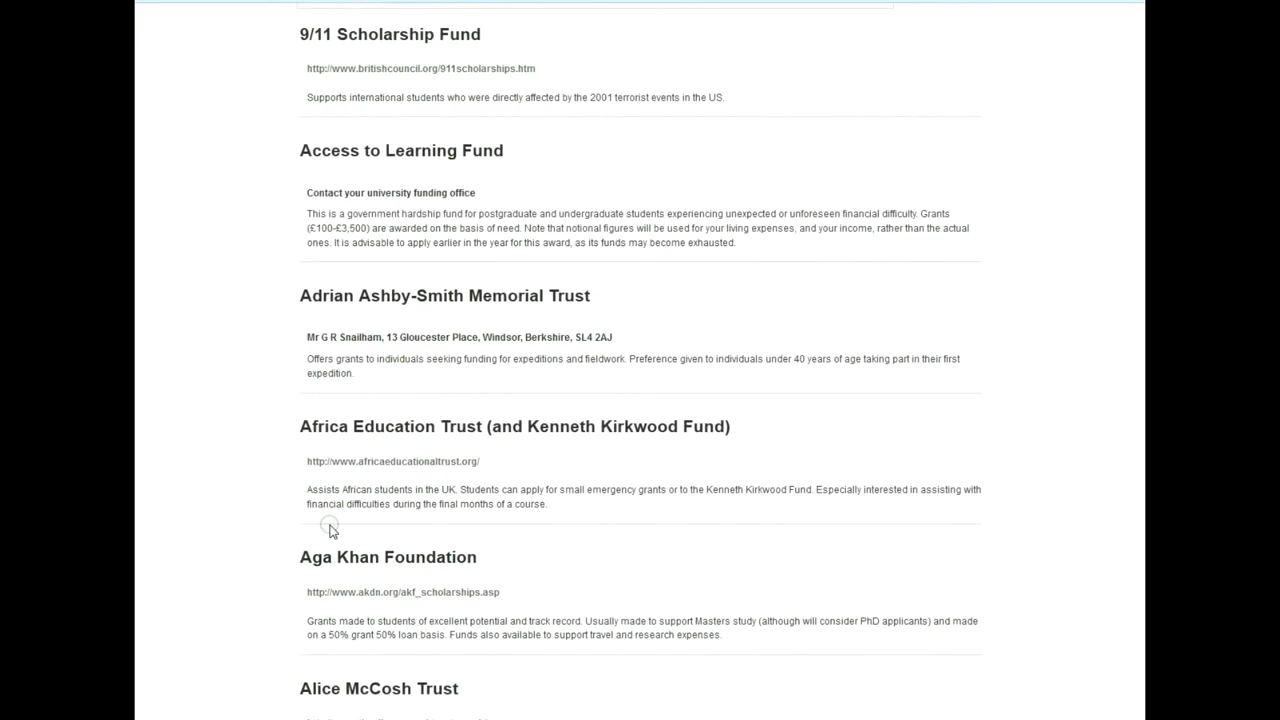 9/11 Scholarship Fund
http://www.britishcouncil.org/911scholarships.htm
Supports international students who were directly affected by the 2001 terrorist events in the US.
Access to Learning Fund
Contact your university funding office
This is a government hardship fund for postgraduate and undergraduate students experiencing unexpected or unforeseen financial difficulty. Grants
(£100-£3,500) are awarded on the basis of need. Note that notional figures will be used for your living expenses, and your income, rather than the actual
ones. It is advisable to apply earlier in the year for this award, as its funds may become exhausted.
Adrian Ashby-Smith Memorial Trust
Mr G R Snailham, 13 Gloucester Place, Windsor, Berkshire, SL4 2AJ
Offers grants to individuals seeking funding for expeditions and fieldwork. Preference given to individuals under 40 years of age taking part in their first
expedition.
Africa Education Trust (and Kenneth Kirkwood Fund)
http://www.africaeducationaltrust.org/
Assists African students in the UK. Students can apply for small emergency grants or to the Kenneth Kirkwood Fund. Especially interested in assisting with
financial difficulties during the final months of a course.
Aga Khan Foundation
http://www.akdn.org/akf_scholarships.asp
Grants made to students of excellent potential and track record. Usually made to support Masters study (although will consider PhD applicants) and made
on a 50% grant 50% loan basis. Funds also available to support travel and research expenses.
Alice McCosh Trust